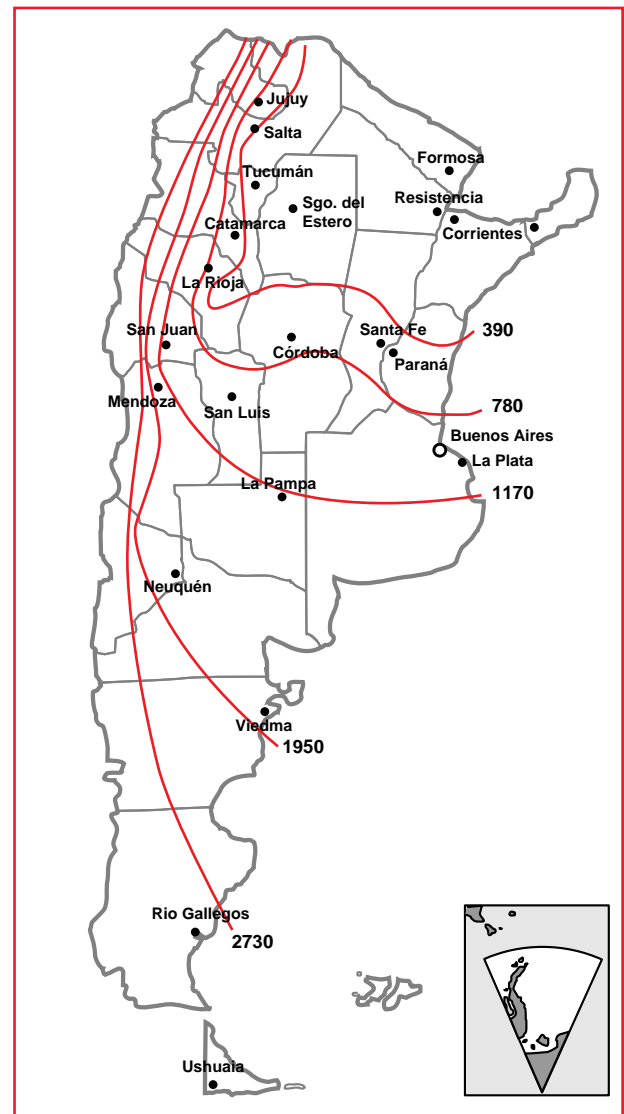 Jujuy
Salta
Formosa
Tucumán
Resistencia
Sgo. del
Estero
Catamarca
Corrientes
La Rioja
San Juan
Santa Fe
390
Córdoba
Paraná
Mendoza
San Luis
780
Buenos Aires
La Plata
La Pampa
1170
Neuquén
Viedma
1950
Rio Gallegos
2730
Ushuaia